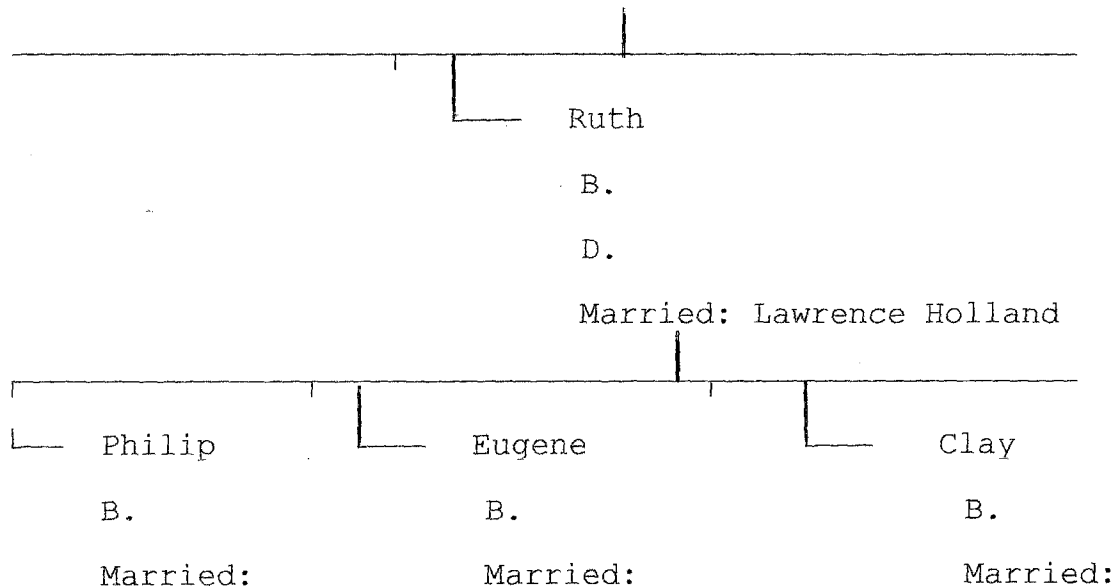 Ruth
B.
D.
Married: Lawrence Holland
Philip Eugene Clay
B. B. B.
Married: Married: Married: